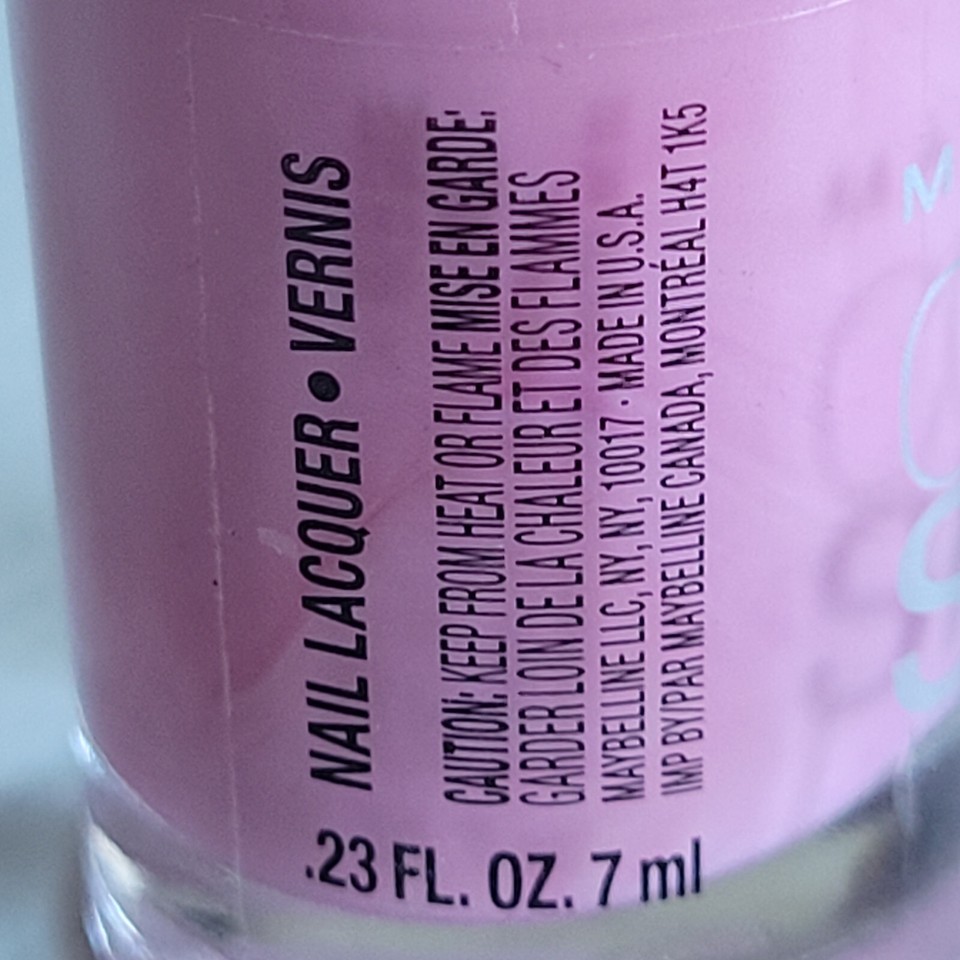 NAIL LACQUER • VERNIS
CAUTION: KEEP FROM HEAT OR FLAME MISE EN GARDE:
GARDER LOIN DE LA CHALEUR ET DES FLAMMES
MAYBELLINE LLC, NY, NY, 10017 • MADE IN U.S.A.
IMP BY/PAR MAYBELLINE CANADA, MONTRÉAL H4T 1K5
.23 FL. OZ. 7 ml
M